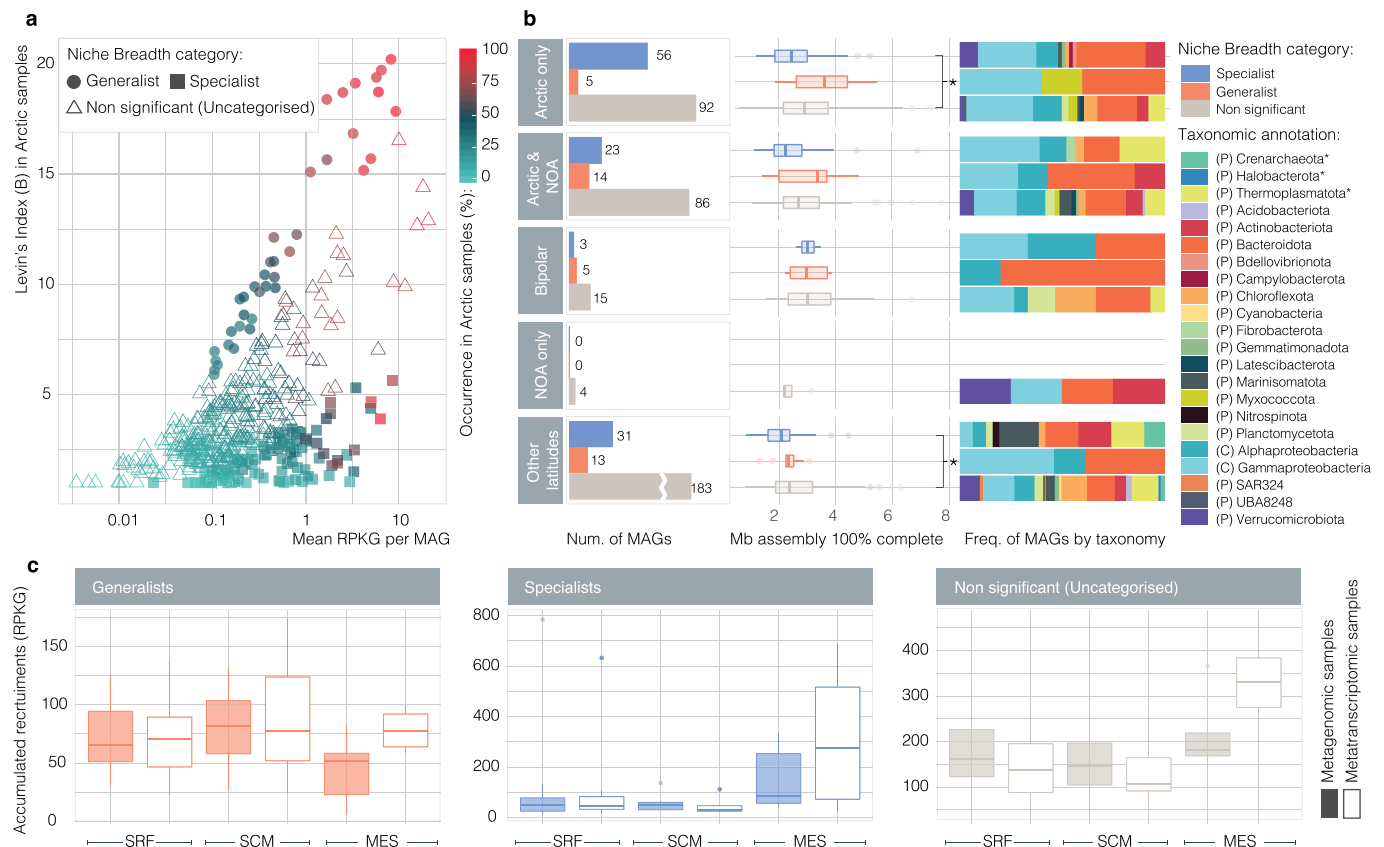 a
Niche Breadth category:
Generalist
Specialist
Non significant (Uncategorised)
Levin's Index (B) in Arctic samples
20
15
10
5
0.01
0.1
1
10
Mean RPKG per MAG
100
75
50
25
0
Occurrence in Arctic samples (%):
b
Arctic only
56
5
92
*
Arctic & NOA
23
14
86
Bipolar
3
5
15
NOA only
0
0
4
Other latitudes
31
13
183
*
2
4
6
8
Num. of MAGs
Mb assembly 100% complete
Freq. of MAGs by taxonomy
Niche Breadth category:
Specialist
Generalist
Non significant
Taxonomic annotation:
(P) Crenarchaeota*
(P) Halobacterota*
(P) Thermoplasmatota*
(P) Acidobacteriota
(P) Actinobacteriota
(P) Bacteroidota
(P) Bdellovibrionota
(P) Campylobacterota
(P) Chloroflexota
(P) Cyanobacteria
(P) Fibrobacterota
(P) Gemmatimonadota
(P) Latescibacterota
(P) Marinisomatota
(P) Myxococcota
(P) Nitrospinota
(P) Planctomycetota
(C) Alphaproteobacteria
(C) Gammaproteobacteria
(P) SAR324
(P) UBA8248
(P) Verrucomicrobiota
c
Accumulated recrtuiments (RPKG)
Generalists
150
100
50
0
SRF
SCM
MES
Specialists
800
600
400
200
0
SRF
SCM
MES
Non significant (Uncategorised)
400
300
200
100
SRF
SCM
MES
Metagenomic samples
Metatranscriptomic samples